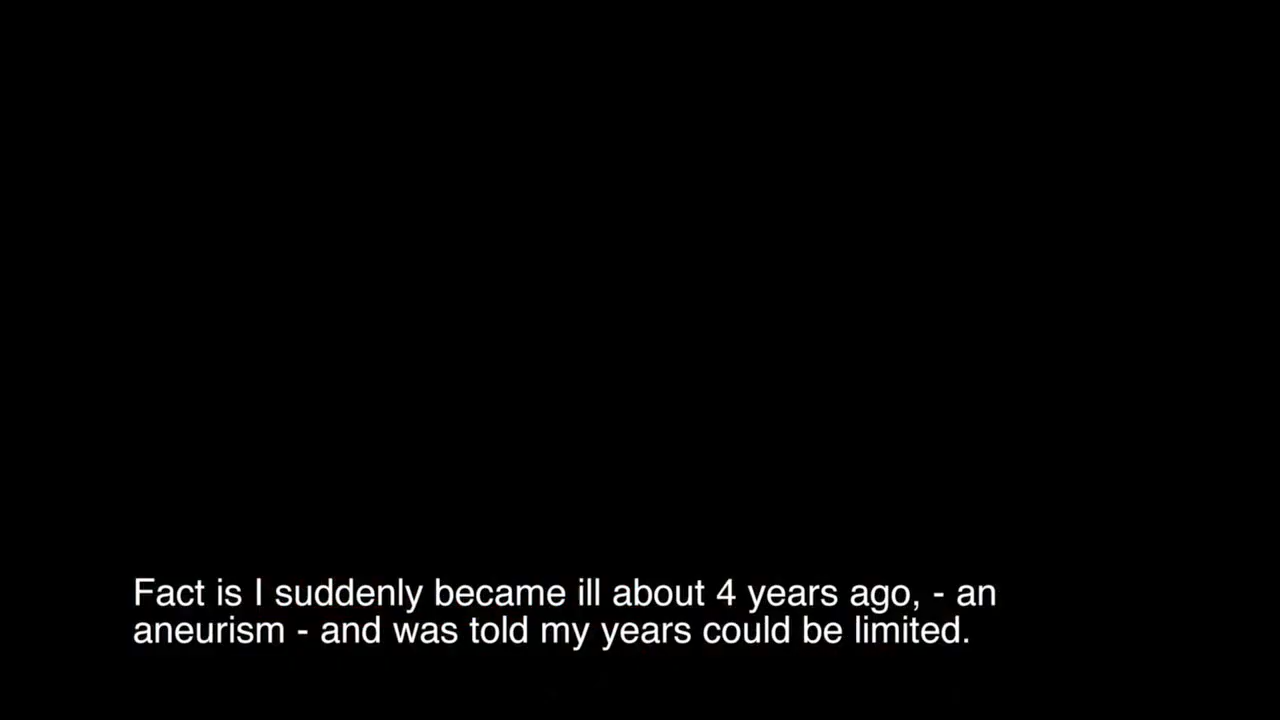 Fact is I suddenly became ill about 4 years ago, - an
aneurism - and was told my years could be limited.